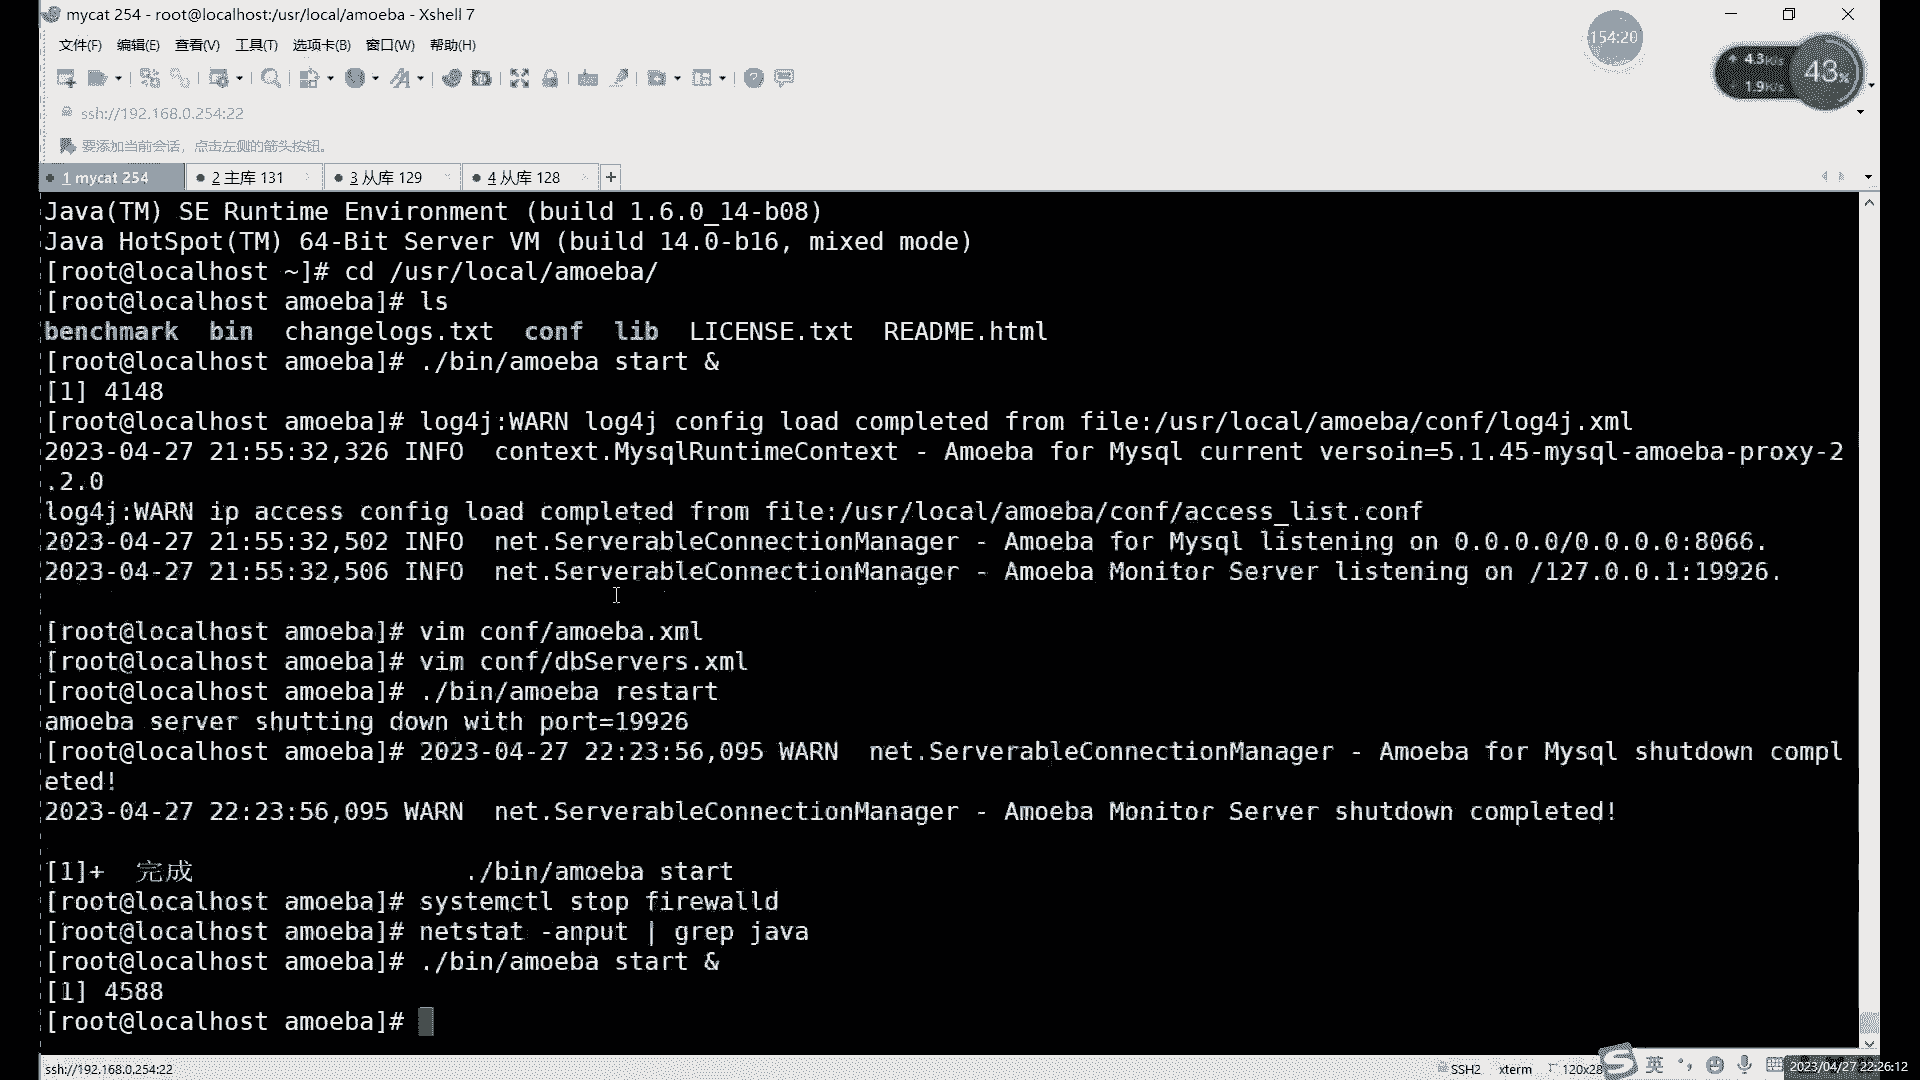 mycat 254 - root@localhost:/usr/local/amoeba - Xshell 7
文件(F) 编辑(E) 查看(V) 工具(T) 选项卡(B) 窗口(W) 帮助(H)
154:20
4.3K/s
1.9K/s
43%
ssh://192.168.0.254:22
要添加当前会话，点击左侧的箭头按钮。
1 mycat 254 2 主库 131 3 从库 129 4 从库 128 +
Java(TM) SE Runtime Environment (build 1.6.0_14-b08)
Java HotSpot(TM) 64-Bit Server VM (build 14.0-b16, mixed mode)
[root@localhost ~]# cd /usr/local/amoeba/
[root@localhost amoeba]# ls
benchmark bin changelogs.txt conf lib LICENSE.txt README.html
[root@localhost amoeba]# ./bin/amoeba start &
[1] 4148
[root@localhost amoeba]# log4j:WARN log4j config load completed from file:/usr/local/amoeba/conf/log4j.xml
2023-04-27 21:55:32,326 INFO context.MysqlRuntimeContext - Amoeba for Mysql current versoin=5.1.45-mysql-amoeba-proxy-2
.2.0
log4j:WARN ip access config load completed from file:/usr/local/amoeba/conf/access_list.conf
2023-04-27 21:55:32,502 INFO net.ServerableConnectionManager - Amoeba for Mysql listening on 0.0.0.0/0.0.0.0:8066.
2023-04-27 21:55:32,506 INFO net.ServerableConnectionManager - Amoeba Monitor Server listening on /127.0.0.1:19926.
[root@localhost amoeba]# vim conf/amoeba.xml
[root@localhost amoeba]# vim conf/dbServers.xml
[root@localhost amoeba]# ./bin/amoeba restart
amoeba server shutting down with port=19926
[root@localhost amoeba]# 2023-04-27 22:23:56,095 WARN net.ServerableConnectionManager - Amoeba for Mysql shutdown compl
eted!
2023-04-27 22:23:56,095 WARN net.ServerableConnectionManager - Amoeba Monitor Server shutdown completed!
[1]+ 完成 ./bin/amoeba start
[root@localhost amoeba]# systemctl stop firewalld
[root@localhost amoeba]# netstat -anput | grep java
[root@localhost amoeba]# ./bin/amoeba start &
[1] 4588
[root@localhost amoeba]#
ssh://192.168.0.254:22 SSH2 xterm 120x28 英 2023/04/27 22:26:12